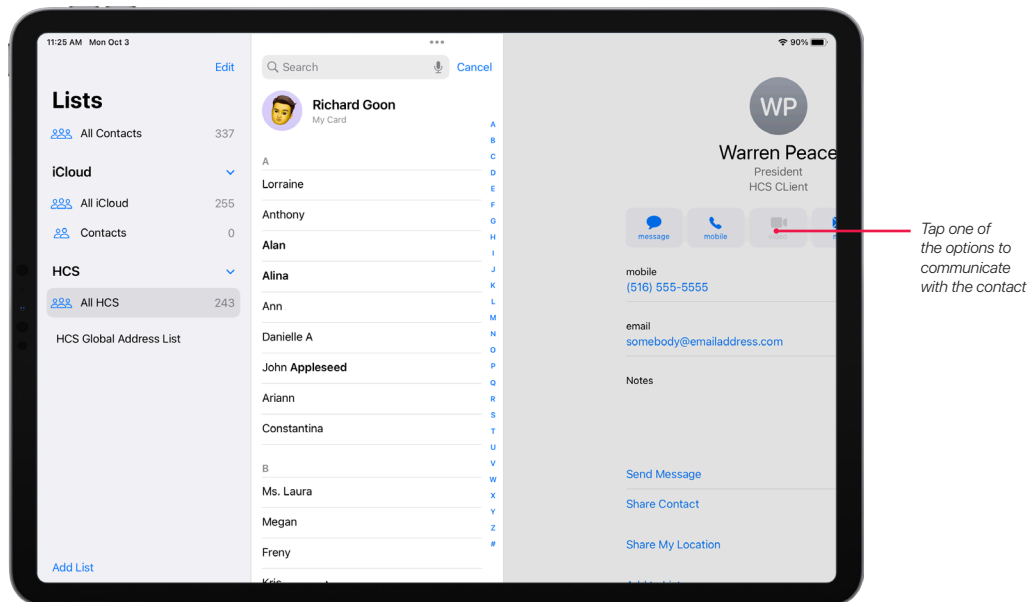 11:25 AM Mon Oct 3
90%
Edit
Lists
All Contacts 337
iCloud
All iCloud 255
Contacts 0
HCS
All HCS 243
HCS Global Address List
Add List
Search Cancel
Richard Goon
My Card
A
Lorraine
Anthony
Alan
Alina
Ann
Danielle A
John Appleseed
Ariann
Constantina
B
Ms. Laura
Megan
Freny
A
B
C
D
E
F
G
H
I
J
K
L
M
N
O
P
Q
R
S
T
U
V
W
X
Y
Z
#
WP
Warren Peace
President
HCS CLient
message mobile video
mobile
(516) 555-5555
email
somebody@emailaddress.com
Notes
Send Message
Share Contact
Share My Location
Tap one of
the options to
communicate
with the contact